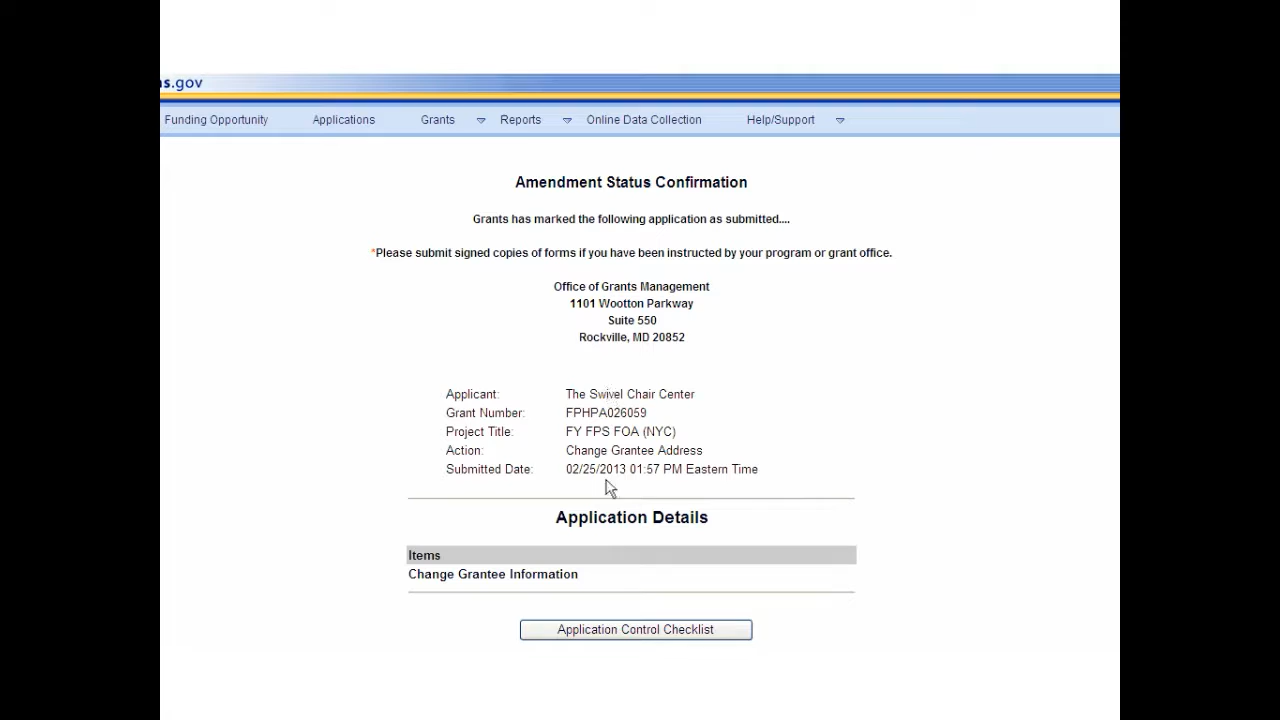 s.gov
Funding Opportunity Applications Grants Reports Online Data Collection Help/Support
Amendment Status Confirmation
Grants has marked the following application as submitted....
*Please submit signed copies of forms if you have been instructed by your program or grant office.
Office of Grants Management
1101 Wootton Parkway
Suite 550
Rockville, MD 20852
Applicant: The Swivel Chair Center
Grant Number: FPHPA026059
Project Title: FY FPS FOA (NYC)
Action: Change Grantee Address
Submitted Date: 02/25/2013 01:57 PM Eastern Time
Application Details
Items
Change Grantee Information
Application Control Checklist